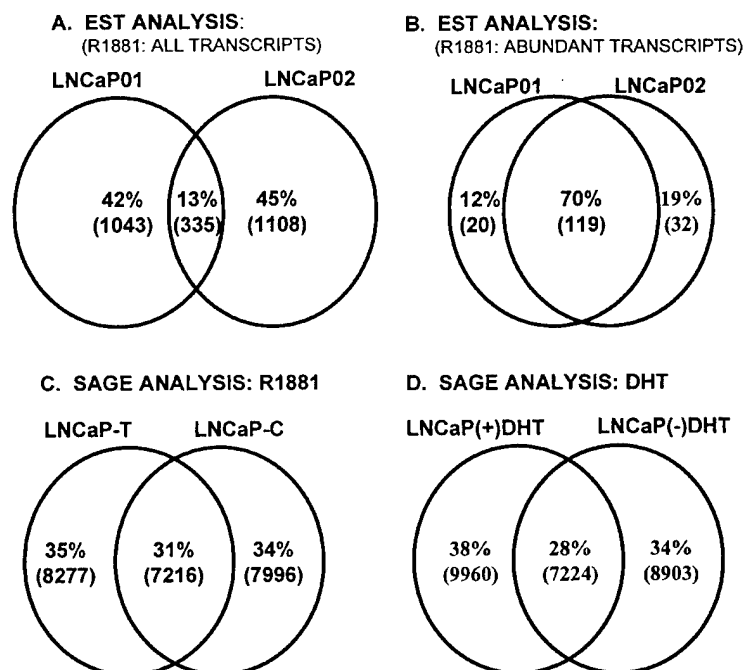 A. EST ANALYSIS:
(R1881: ALL TRANSCRIPTS)
LNCaP01 LNCaP02
42% 13% 45%
(1043) (335) (1108)
B. EST ANALYSIS:
(R1881: ABUNDANT TRANSCRIPTS)
LNCaP01 LNCaP02
12% 70% 19%
(20) (119) (32)
C. SAGE ANALYSIS: R1881
LNCaP-T LNCaP-C
35% 31% 34%
(8277) (7216) (7996)
D. SAGE ANALYSIS: DHT
LNCaP(+)DHT LNCaP(-)DHT
38% 28% 34%
(9960) (7224) (8903)